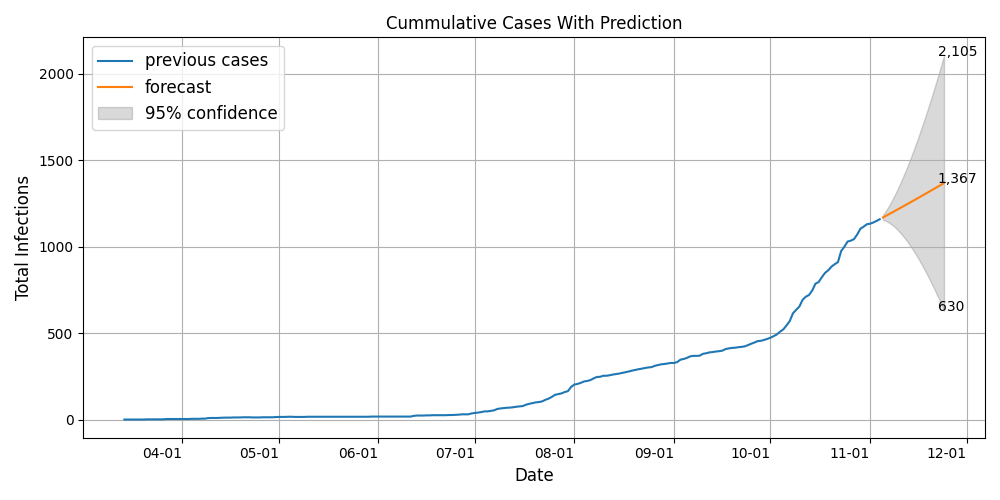 Cummulative Cases With Prediction
previous cases
forecast
95% confidence
2,105
1,367
630
2000
1500
1000
500
0
Total Infections
04-01 05-01 06-01 07-01 08-01 09-01 10-01 11-01 12-01
Date